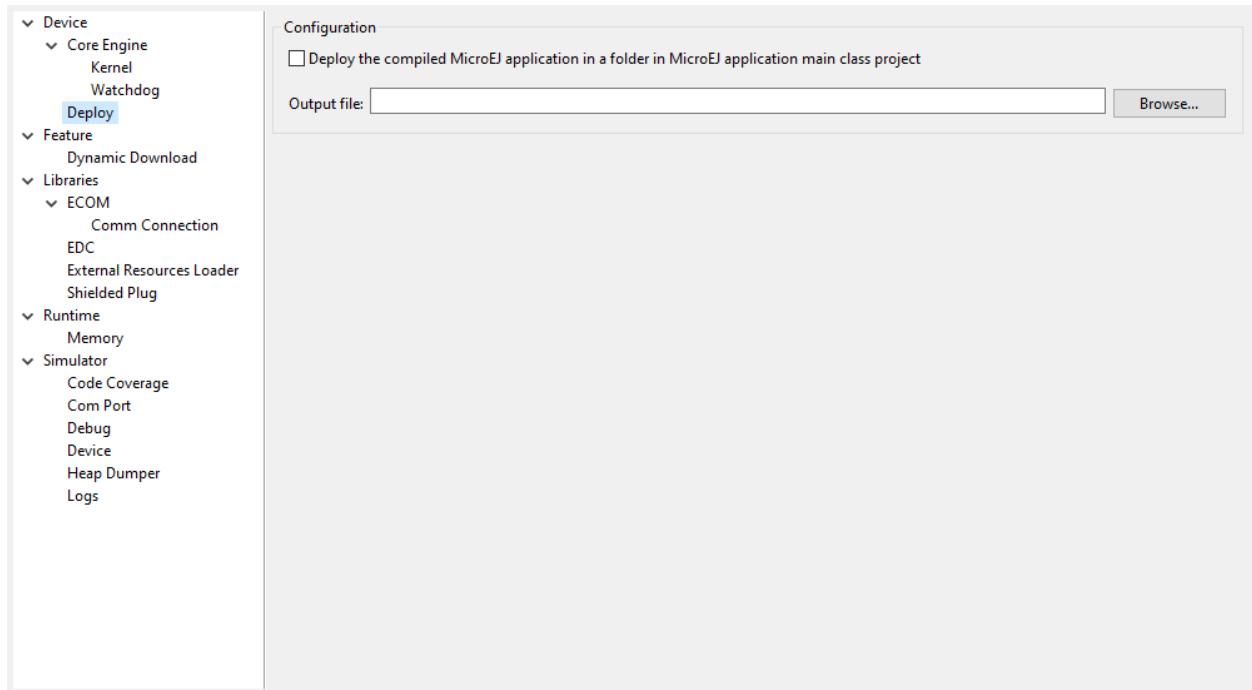 Device
Core Engine
Kernel
Watchdog
Deploy
Feature
Dynamic Download
Libraries
ECOM
Comm Connection
EDC
External Resources Loader
Shielded Plug
Runtime
Memory
Simulator
Code Coverage
Com Port
Debug
Device
Heap Dumper
Logs
Configuration
Deploy the compiled MicroEJ application in a folder in MicroEJ application main class project
Output file: Browse...